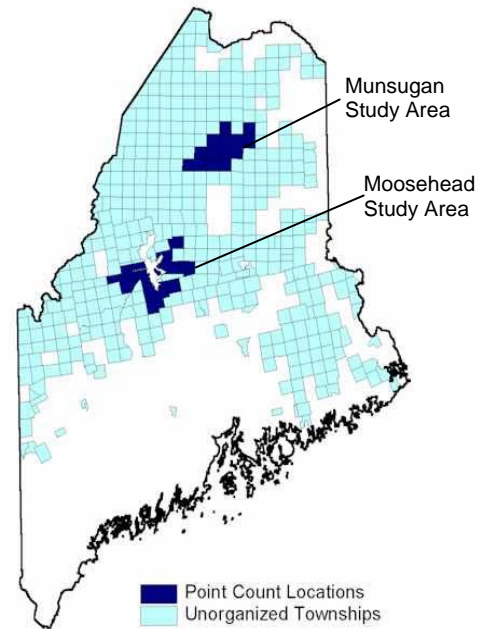 Munsugan
Study Area
Moosehead
Study Area
Point Count Locations
Unorganized Townships